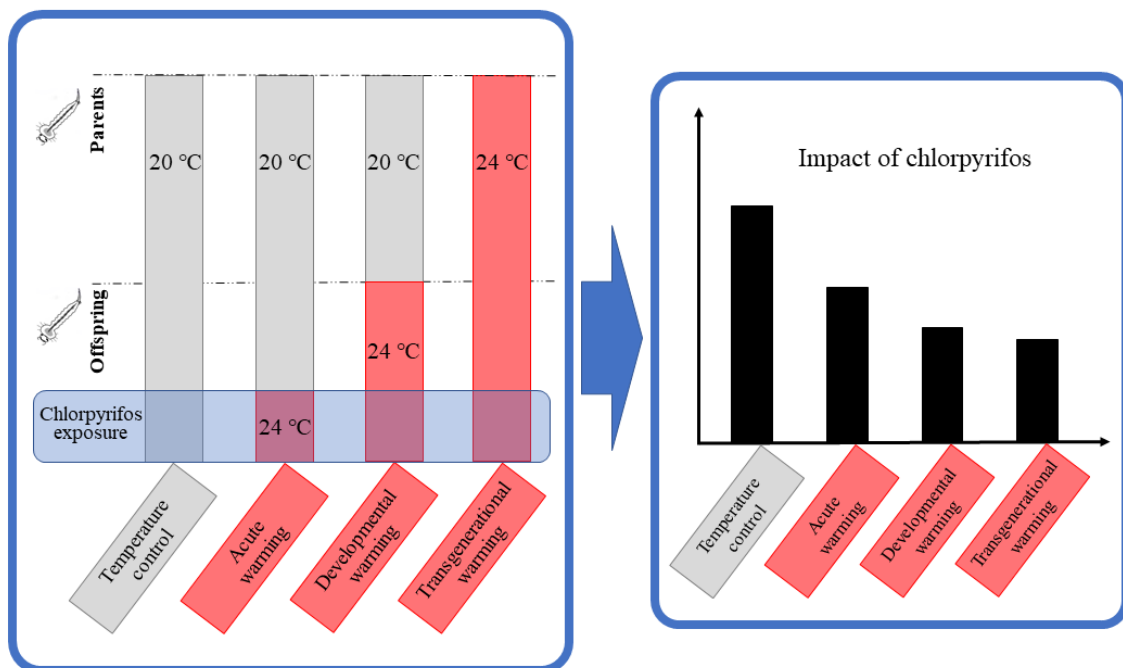 Parents
20 °C
20 °C
20 °C
24 °C
Offspring
24 °C
Chlorpyrifos
exposure
24 °C
Temperature
control
Acute
warming
Developmental
warming
Transgenerational
warming
Impact of chlorpyrifos
Temperature
control
Acute
warming
Developmental
warming
Transgenerational
warming